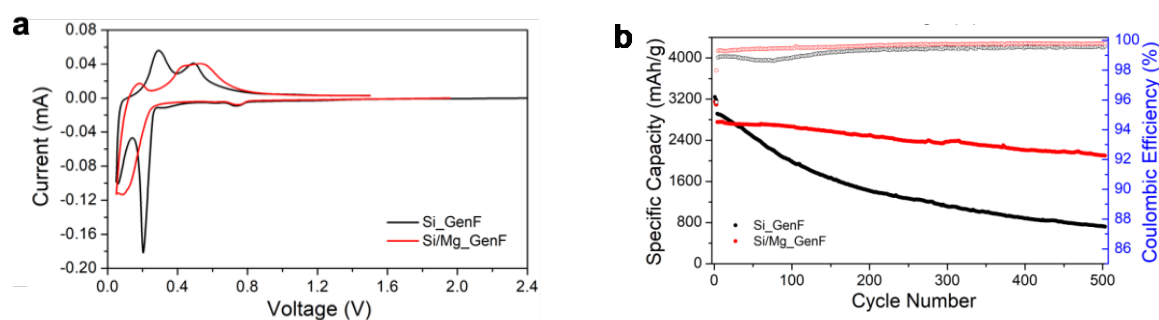 a
0.08
0.04
0.00
-0.04
-0.08
-0.12
-0.16
-0.20
Current (mA)
Si_GenF
Si/Mg_GenF
0.0 0.4 0.8 1.2 1.6 2.0 2.4
Voltage (V)
b
4000
3200
2400
1600
800
0
Specific Capacity (mAh/g)
Si_GenF
Si/Mg_GenF
0 100 200 300 400 500
Cycle Number
100
98
96
94
92
90
88
86
Coulombic Efficiency (%)